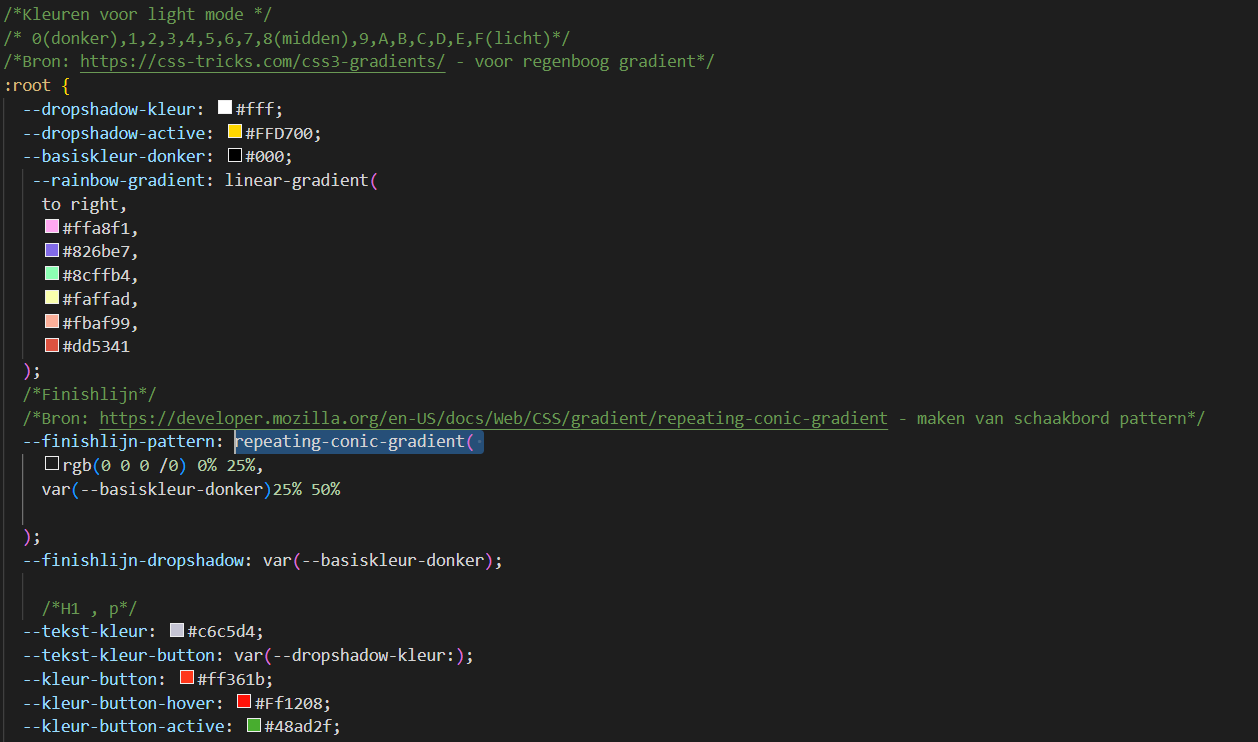 /*Kleuren voor light mode */
/* 0(donker),1,2,3,4,5,6,7,8(midden),9,A,B,C,D,E,F(licht)*/
/*Bron: https://css-tricks.com/css3-gradients/ - voor regenboog gradient*/
:root {
--dropshadow-kleur: #fff;
--dropshadow-active: #FFD700;
--basiskleur-donker: #000;
--rainbow-gradient: linear-gradient(
to right,
#ffa8f1,
#826be7,
#8cffb4,
#faffad,
#fbaf99,
#dd5341
);
/*Finishlijn*/
/*Bron: https://developer.mozilla.org/en-US/docs/Web/CSS/gradient/repeating-conic-gradient - maken van schaakbord pattern*/
--finishlijn-pattern: repeating-conic-gradient(
rgb(0 0 0 /0) 0% 25%,
var(--basiskleur-donker)25% 50%
);
--finishlijn-dropshadow: var(--basiskleur-donker);
/*H1 , p*/
--tekst-kleur: #c6c5d4;
--tekst-kleur-button: var(--dropshadow-kleur:);
--kleur-button: #ff361b;
--kleur-button-hover: #Ff1208;
--kleur-button-active: #48ad2f;